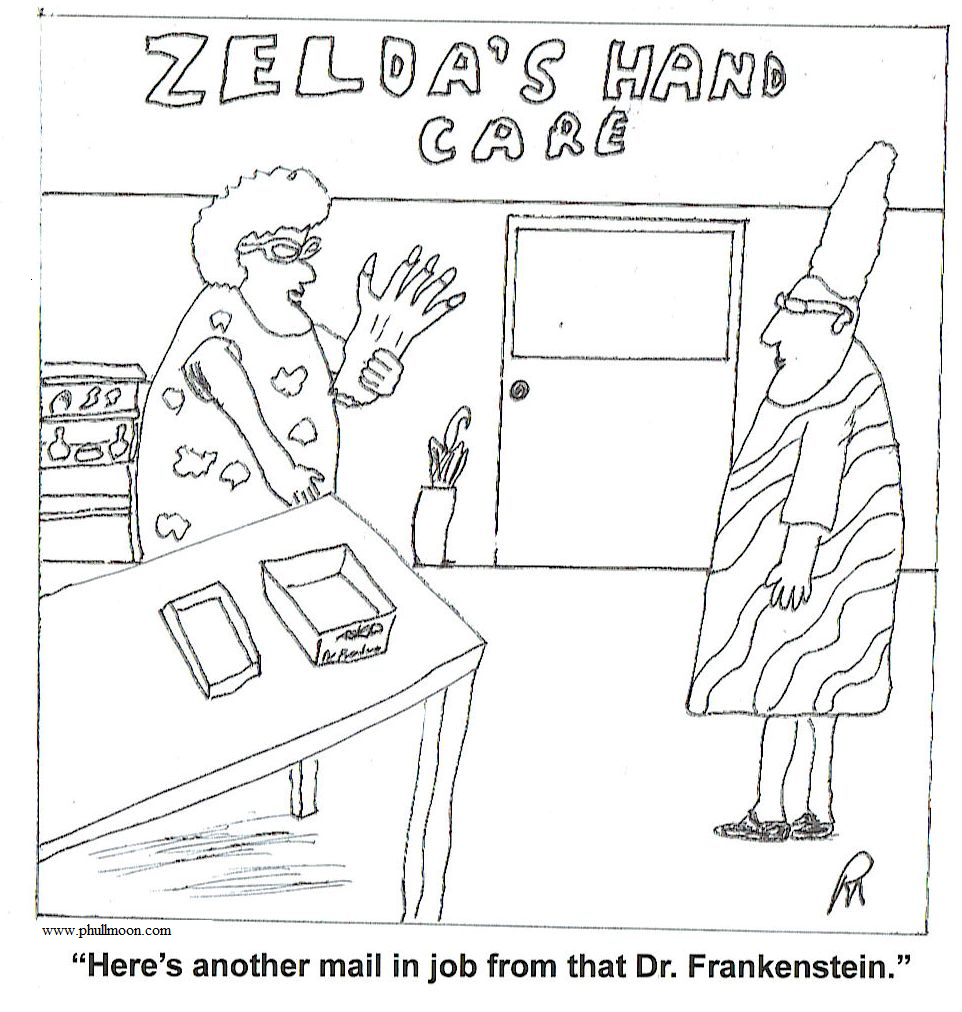 ZELDA'S HAND
CARE
www.phullmoon.com
“Here’s another mail in job from that Dr. Frankenstein.”